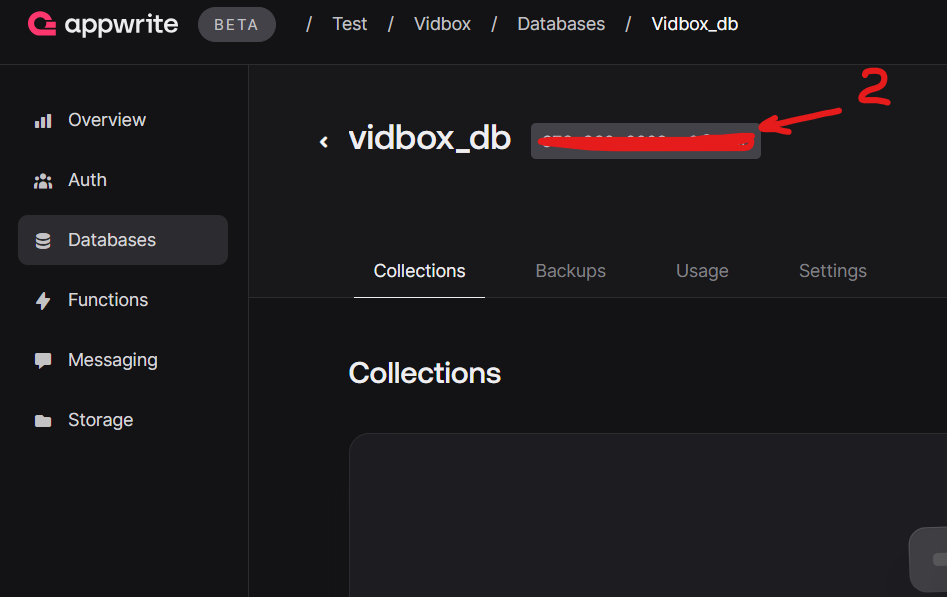 appwrite BETA / Test / Vidbox / Databases / Vidbox_db
2
Overview
vidbox_db
Auth
Databases
Collections Backups Usage Settings
Functions
Messaging
Collections
Storage